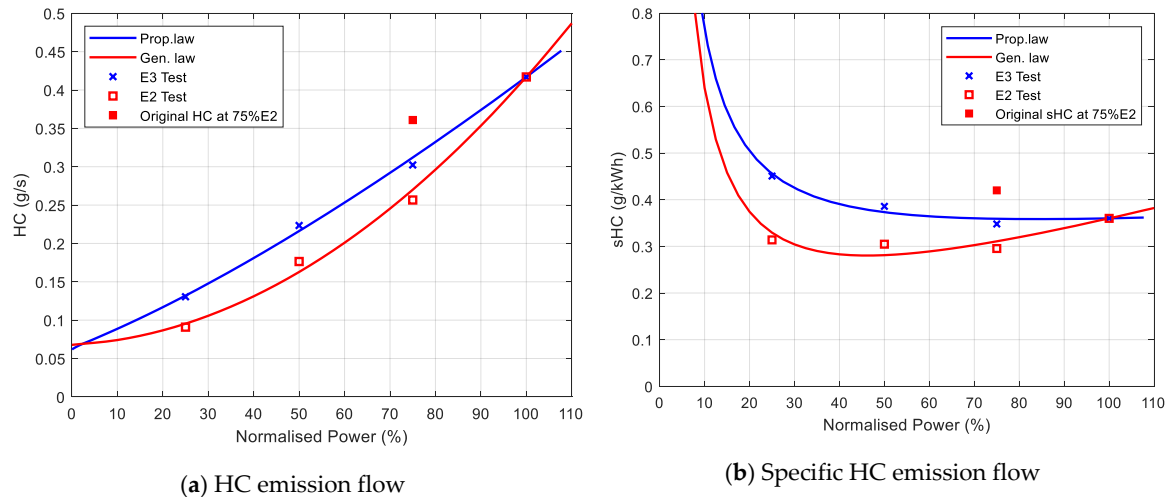 0.5
0.45
0.4
0.35
0.3
0.25
0.2
0.15
0.1
0.05
0
HC (g/s)
Prop.law
Gen. law
E3 Test
E2 Test
Original HC at 75%E2
0 10 20 30 40 50 60 70 80 90 100 110
Normalised Power (%)
(a) HC emission flow
0.8
0.7
0.6
0.5
0.4
0.3
0.2
0.1
0
sHC (g/kWh)
Prop.law
Gen. law
E3 Test
E2 Test
Original sHC at 75%E2
0 10 20 30 40 50 60 70 80 90 100 110
Normalised Power (%)
(b) Specific HC emission flow